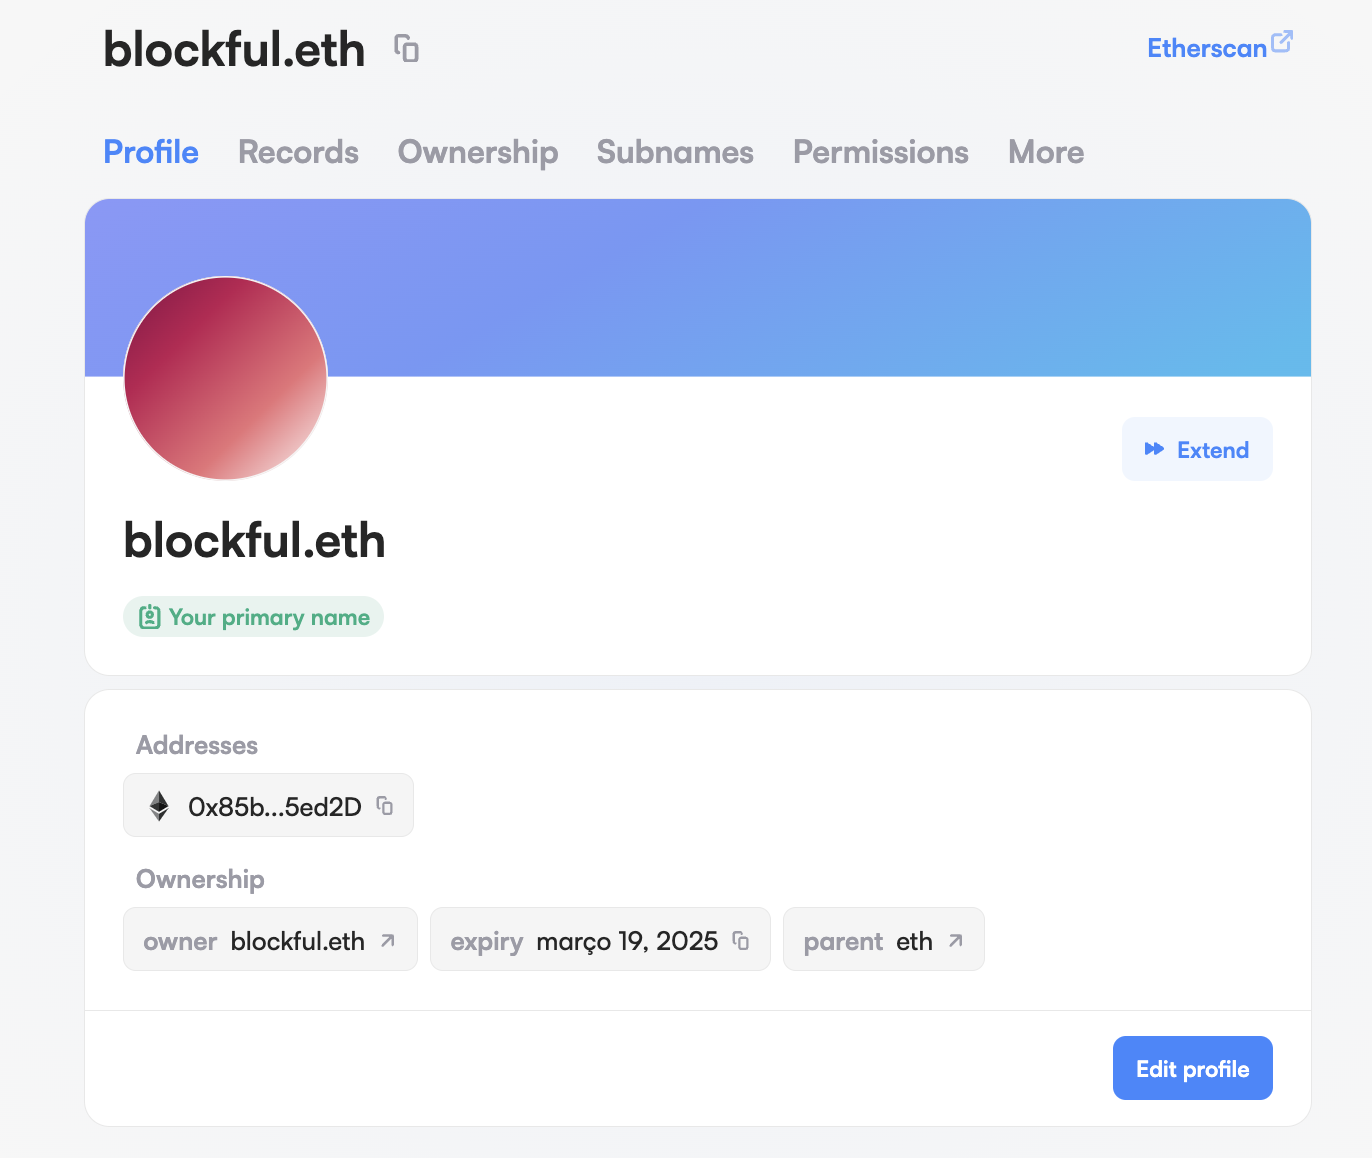 blockful.eth
Etherscan
Profile Records Ownership Subnames Permissions More
Extend
blockful.eth
Your primary name
Addresses
0x85b...5ed2D
Ownership
owner blockful.eth expiry março 19, 2025 parent eth
Edit profile